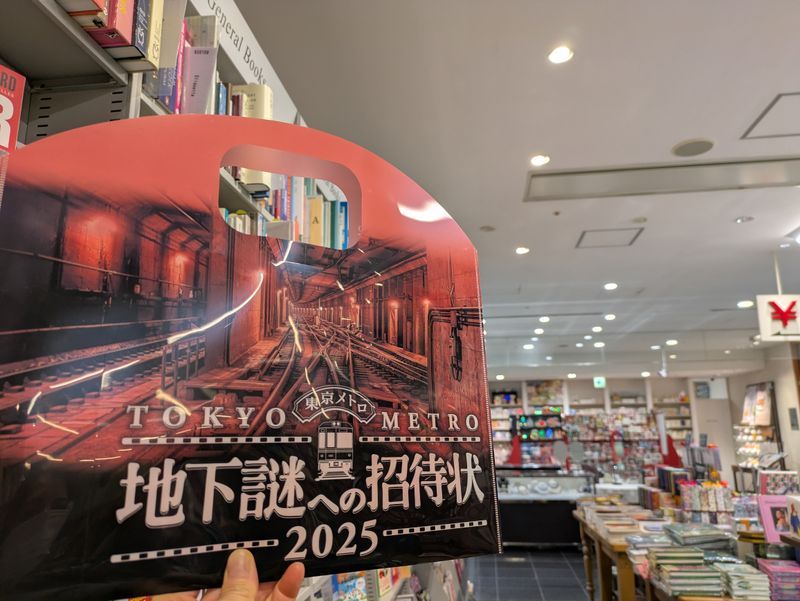 General Books
東京メトロ
TOKYO METRO
地下謎への招待状
2025
¥